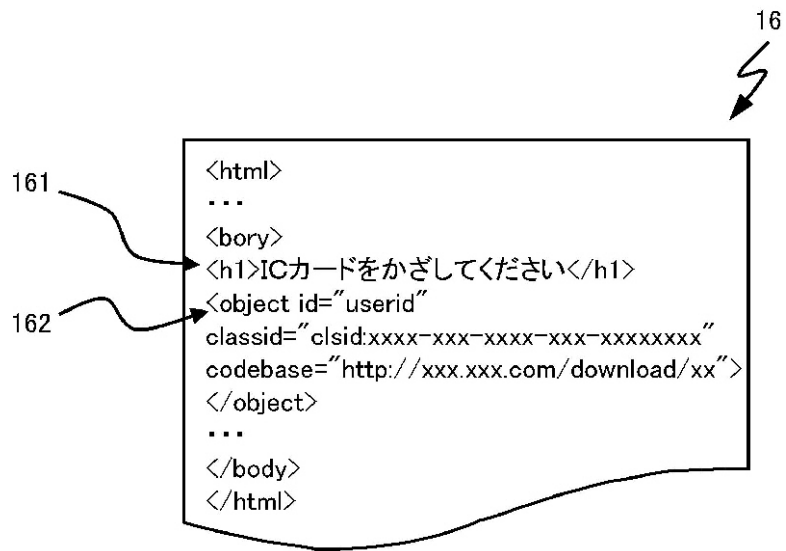 16
161
162
<html>
・・・
<bory>
<h1>ICカードをかざしてください</h1>
<object id="userid"
classid="clsid:xxxx-xxx-xxxx-xxx-xxxxxxxx"
codebase="http://xxx.xxx.com/download/xx">
</object>
・・・
</body>
</html>